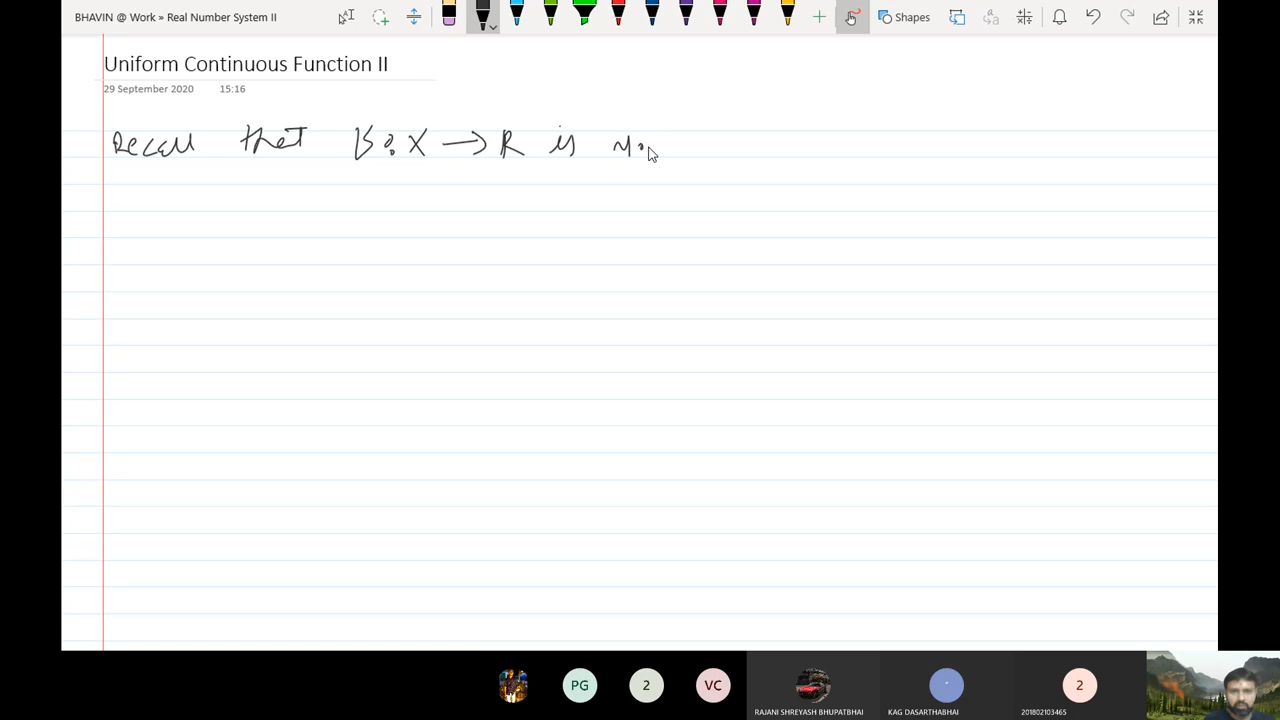 BHAVIN @ Work » Real Number System II
Shapes
Uniform Continuous Function II
29 September 2020 15:16
Recall that f: X → R is
PG
2
VC
2
RAJANI SHREYASH BHUPATBHAI
KAG DASARTHABHAI
201802103465